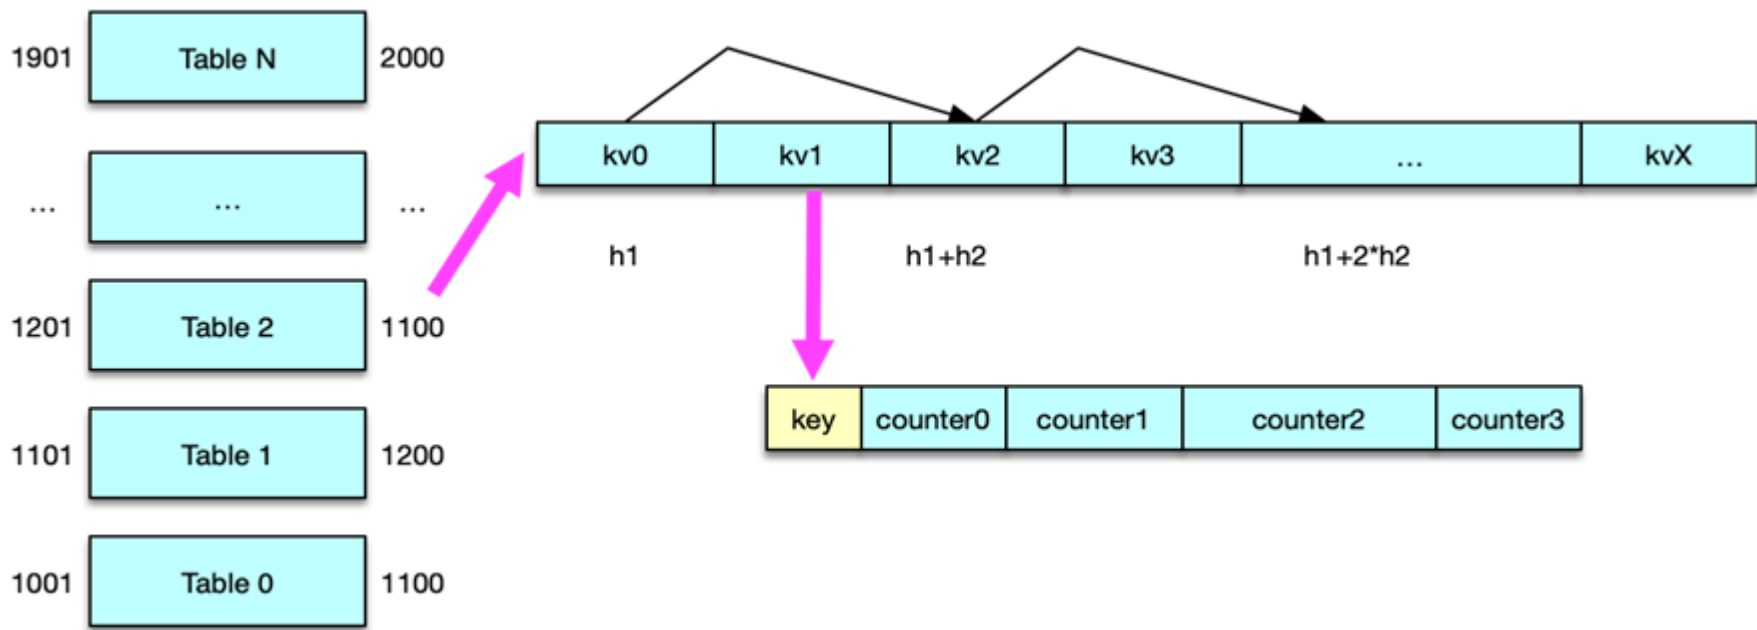 1901 Table N 2000
... ... ...
1201 Table 2 1100
1101 Table 1 1200
1001 Table 0 1100
kv0 kv1 kv2 kv3 ... kvX
h1 h1+h2 h1+2*h2
key counter0 counter1 counter2 counter3